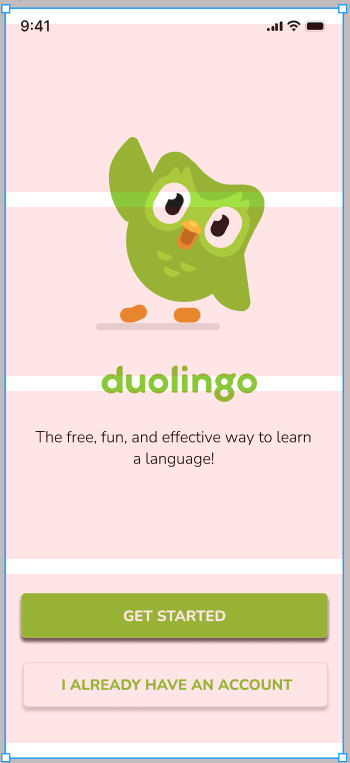 9:41
duolingo
The free, fun, and effective way to learn
a language!
GET STARTED
I ALREADY HAVE AN ACCOUNT